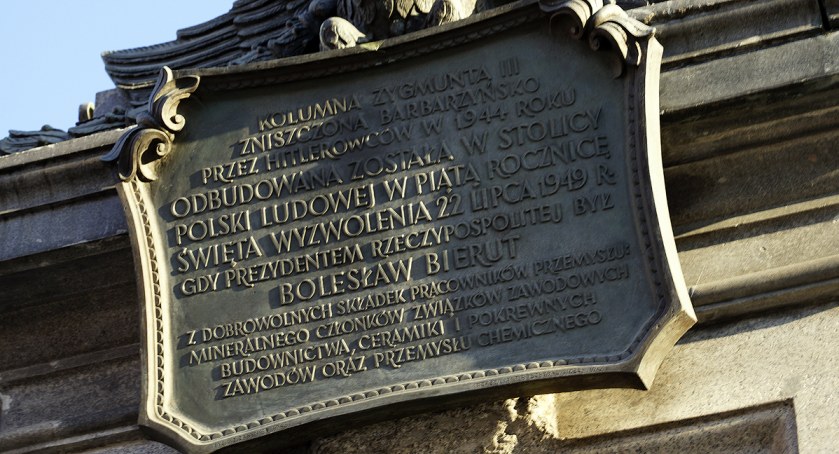 KOLUMNA ZYGMUNTA III
ZNISZCZONA BARBARZYŃSKO
PRZEZ HITLEROWCÓW W 1944 ROKU
ODBUDOWANA ZOSTAŁA W STOLICY
POLSKI LUDOWEJ W PIĄTĄ ROCZNICĘ
ŚWIĘTA WYZWOLENIA 22 LIPCA 1949 R.
GDY PREZYDENTEM RZECZYPOSPOLITEJ BYŁ
BOLESŁAW BIERUT
Z DOBROWOLNYCH SKŁADEK PRACOWNIKÓW PRZEMYSŁU:
MINERALNEGO CZŁONKÓW ZWIĄZKÓW ZAWODOWYCH
BUDOWNICTWA, CERAMIKI I POKREWNYCH
ZAWODÓW ORAZ PRZEMYSŁU CHEMICZNEGO